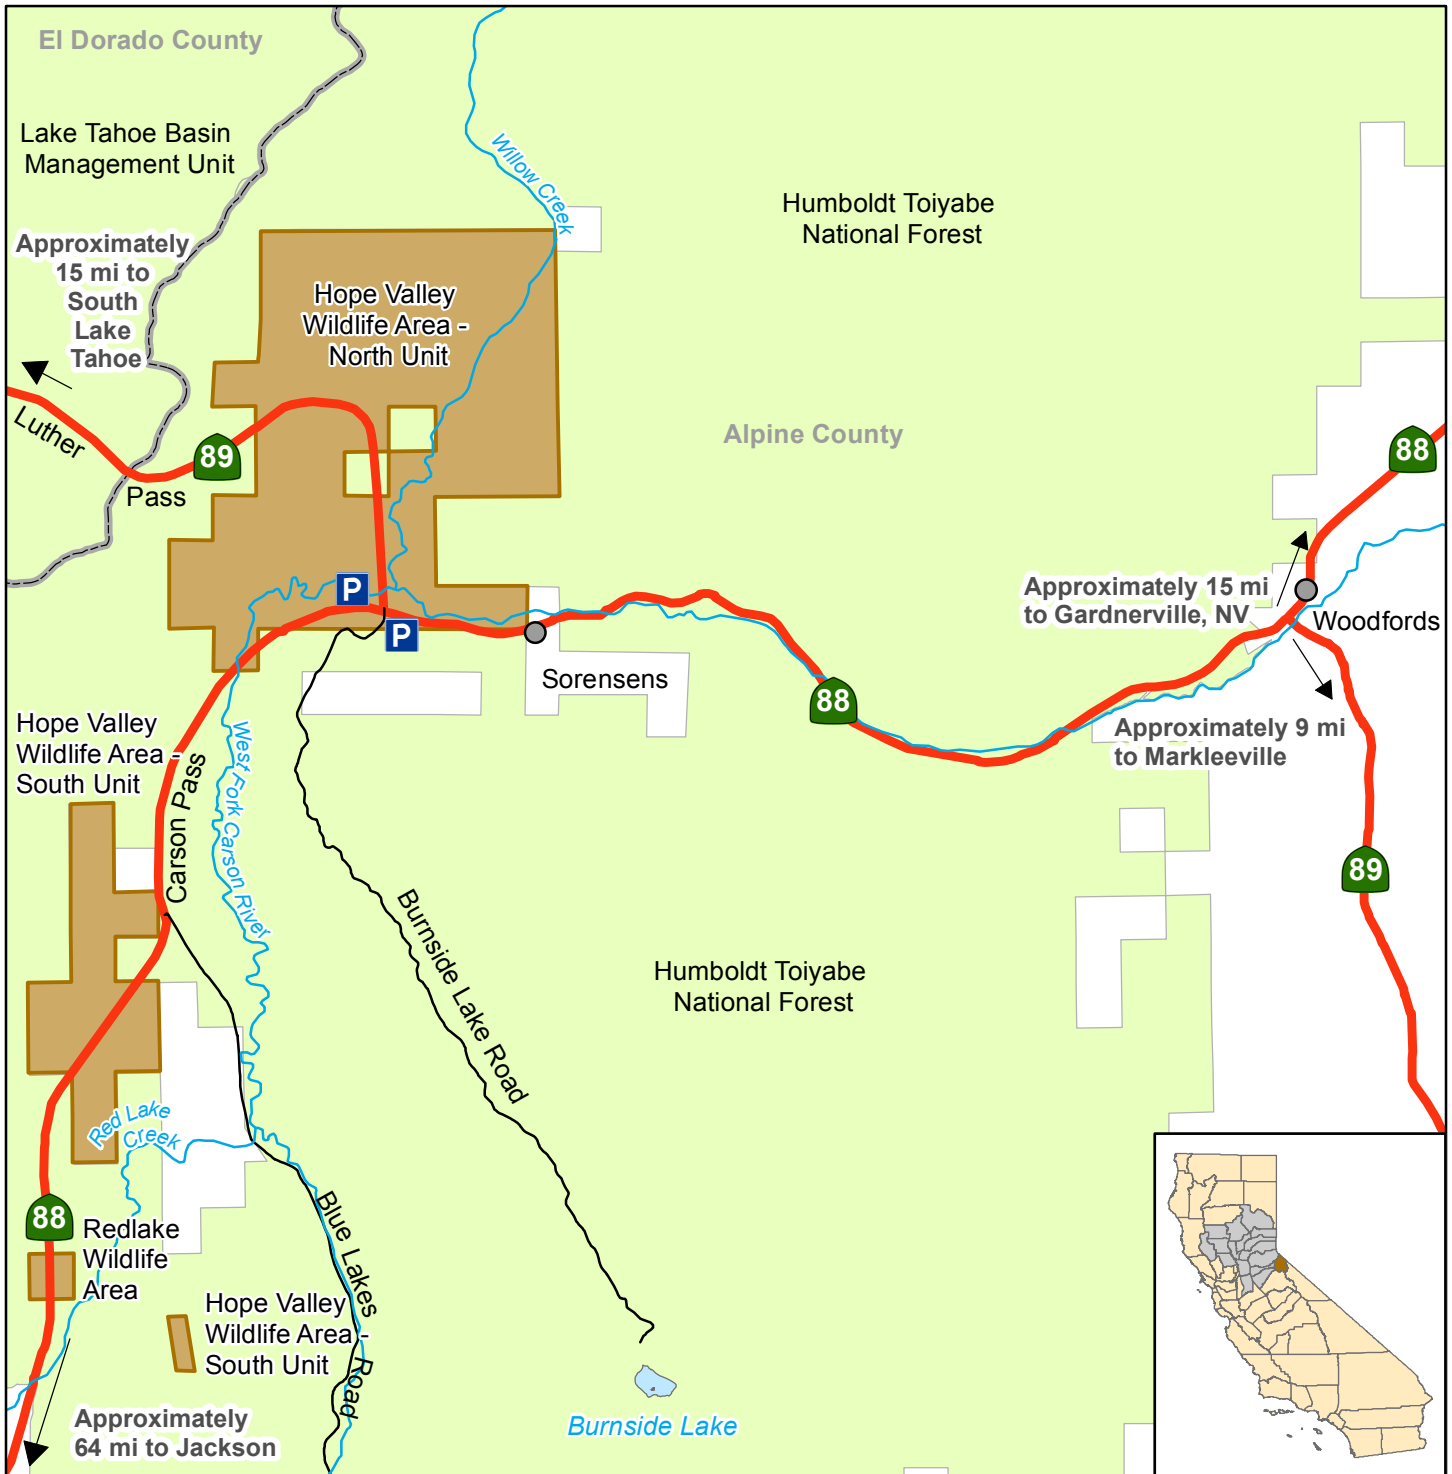 El Dorado County
Lake Tahoe Basin
Management Unit
Willow Creek
Humboldt Toiyabe
National Forest
Approximately
15 mi to
South
Lake
Tahoe
Hope Valley
Wildlife Area -
North Unit
Luther
Pass
89
Alpine County
88
P
P
Approximately 15 mi
to Gardnerville, NV
Woodfords
Sorensens
88
Approximately 9 mi
to Markleeville
Hope Valley
Wildlife Area -
South Unit
Carson Pass
West Fork Carson River
89
Burnside Lake Road
Humboldt Toiyabe
National Forest
Red Lake
Creek
88
Redlake
Wildlife
Area
Blue Lakes
Road
Hope Valley
Wildlife Area -
South Unit
Approximately
64 mi to Jackson
Burnside Lake